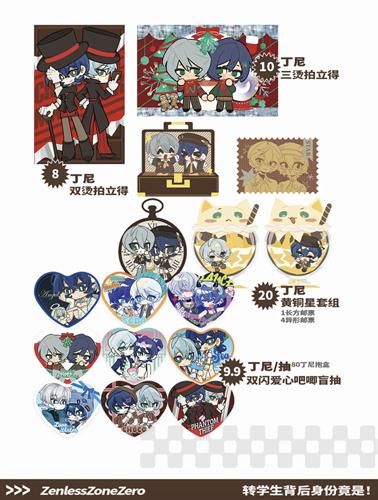 10 丁尼
三烫拍立得
8 丁尼
双烫拍立得
20 丁尼
黄铜星套组
1长方邮票
4异形邮票
9.9 丁尼/抽 80丁尼抱盒
双闪爱心吧唧盲抽
CHOCO
PHANTOM
THIEF
>>> ZenlessZoneZero
转学生背后身份竟是!